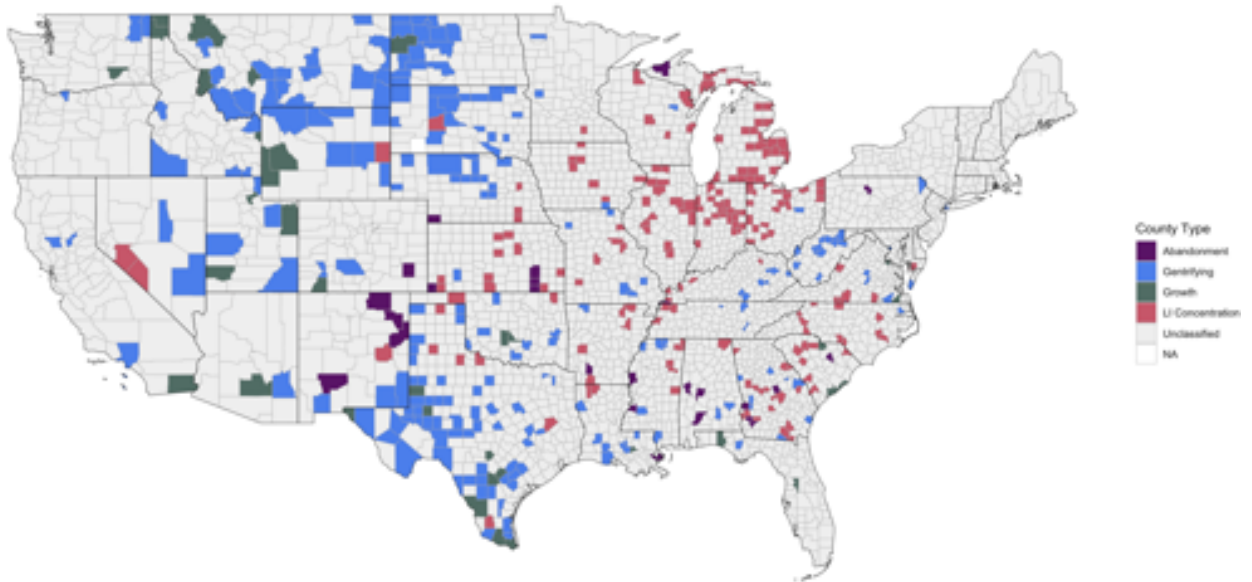 County Type
Abandonment
Gentrifying
Growth
LI Concentration
Unclassified
NA